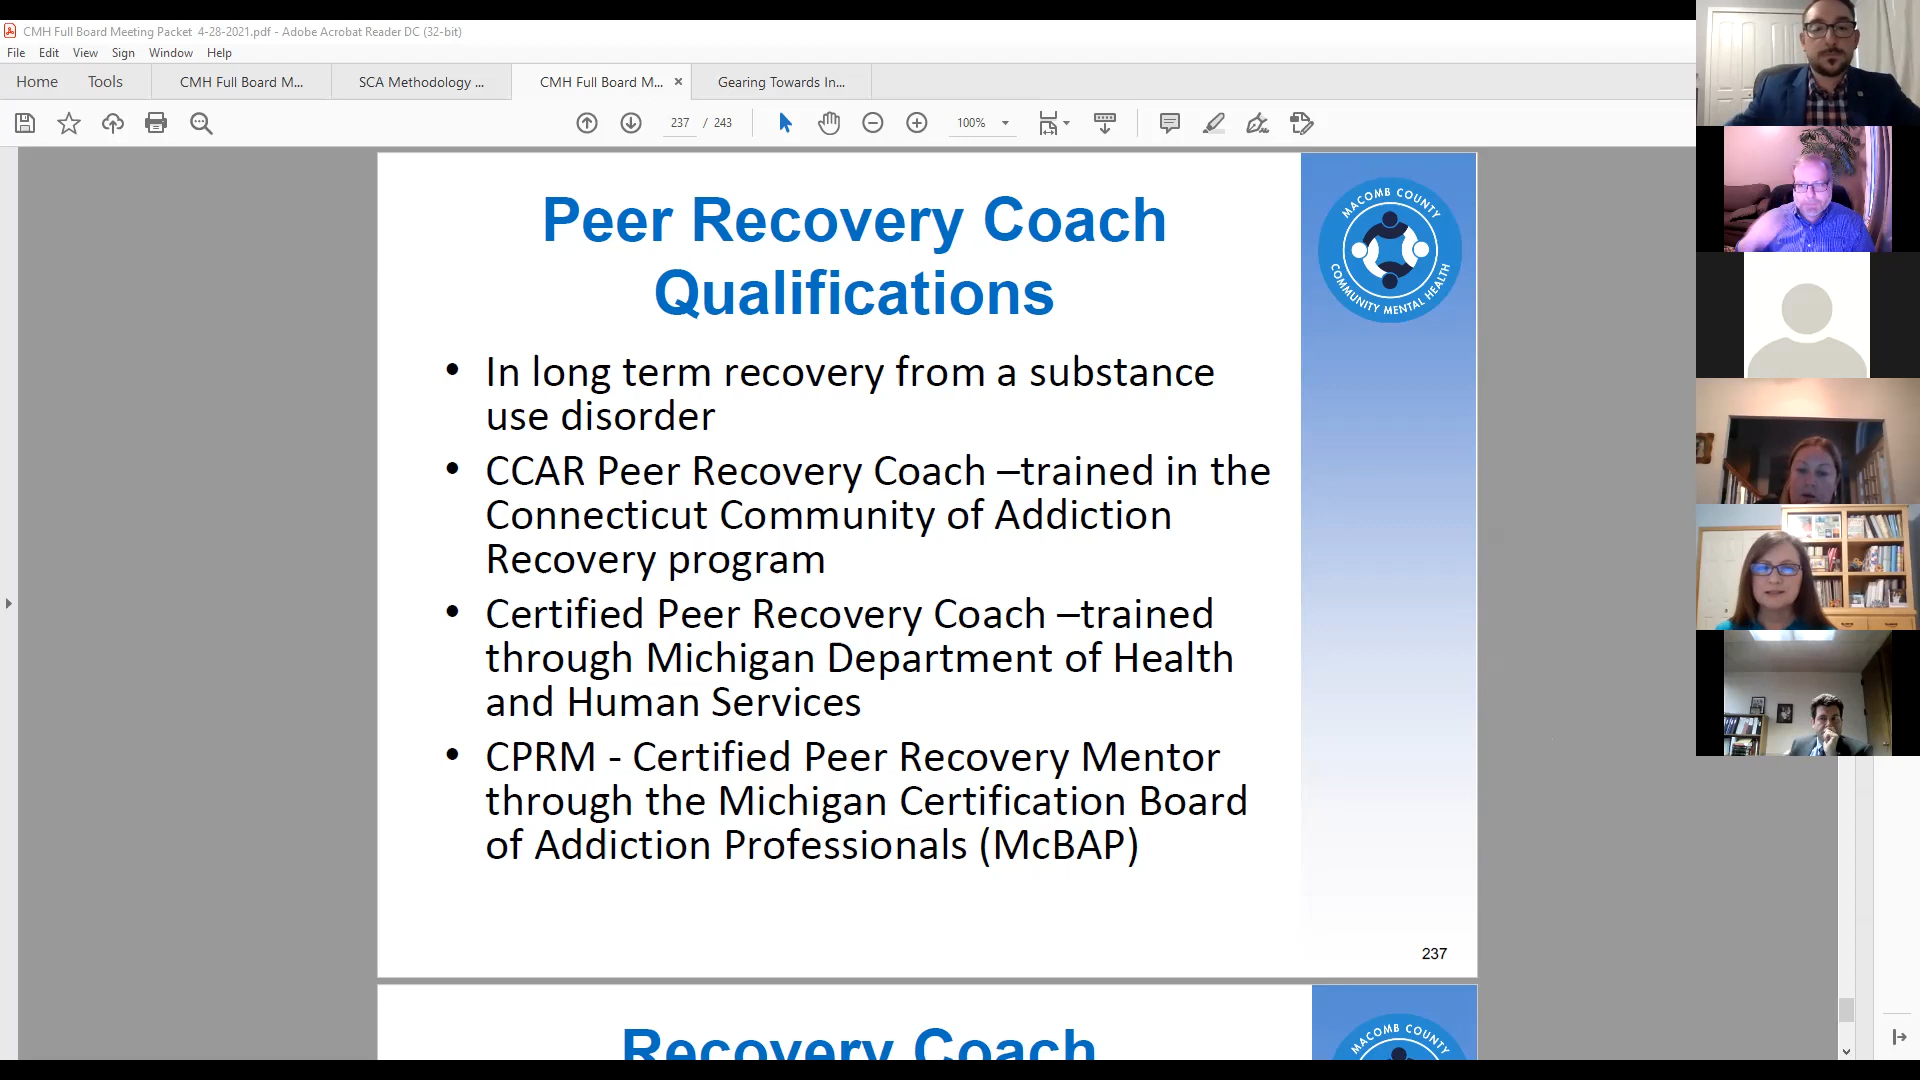 CMH Full Board Meeting Packet 4-28-2021.pdf - Adobe Acrobat Reader DC (32-bit)
File Edit View Sign Window Help
Home Tools CMH Full Board M... SCA Methodology ... CMH Full Board M... × Gearing Towards In...
237 / 243 100%
Peer Recovery Coach
Qualifications
MACOMB COUNTY
COMMUNITY MENTAL HEALTH
• In long term recovery from a substance
use disorder
• CCAR Peer Recovery Coach –trained in the
Connecticut Community of Addiction
Recovery program
• Certified Peer Recovery Coach –trained
through Michigan Department of Health
and Human Services
• CPRM - Certified Peer Recovery Mentor
through the Michigan Certification Board
of Addiction Professionals (McBAP)
237
Recovery Coach
MACOMB COUNTY